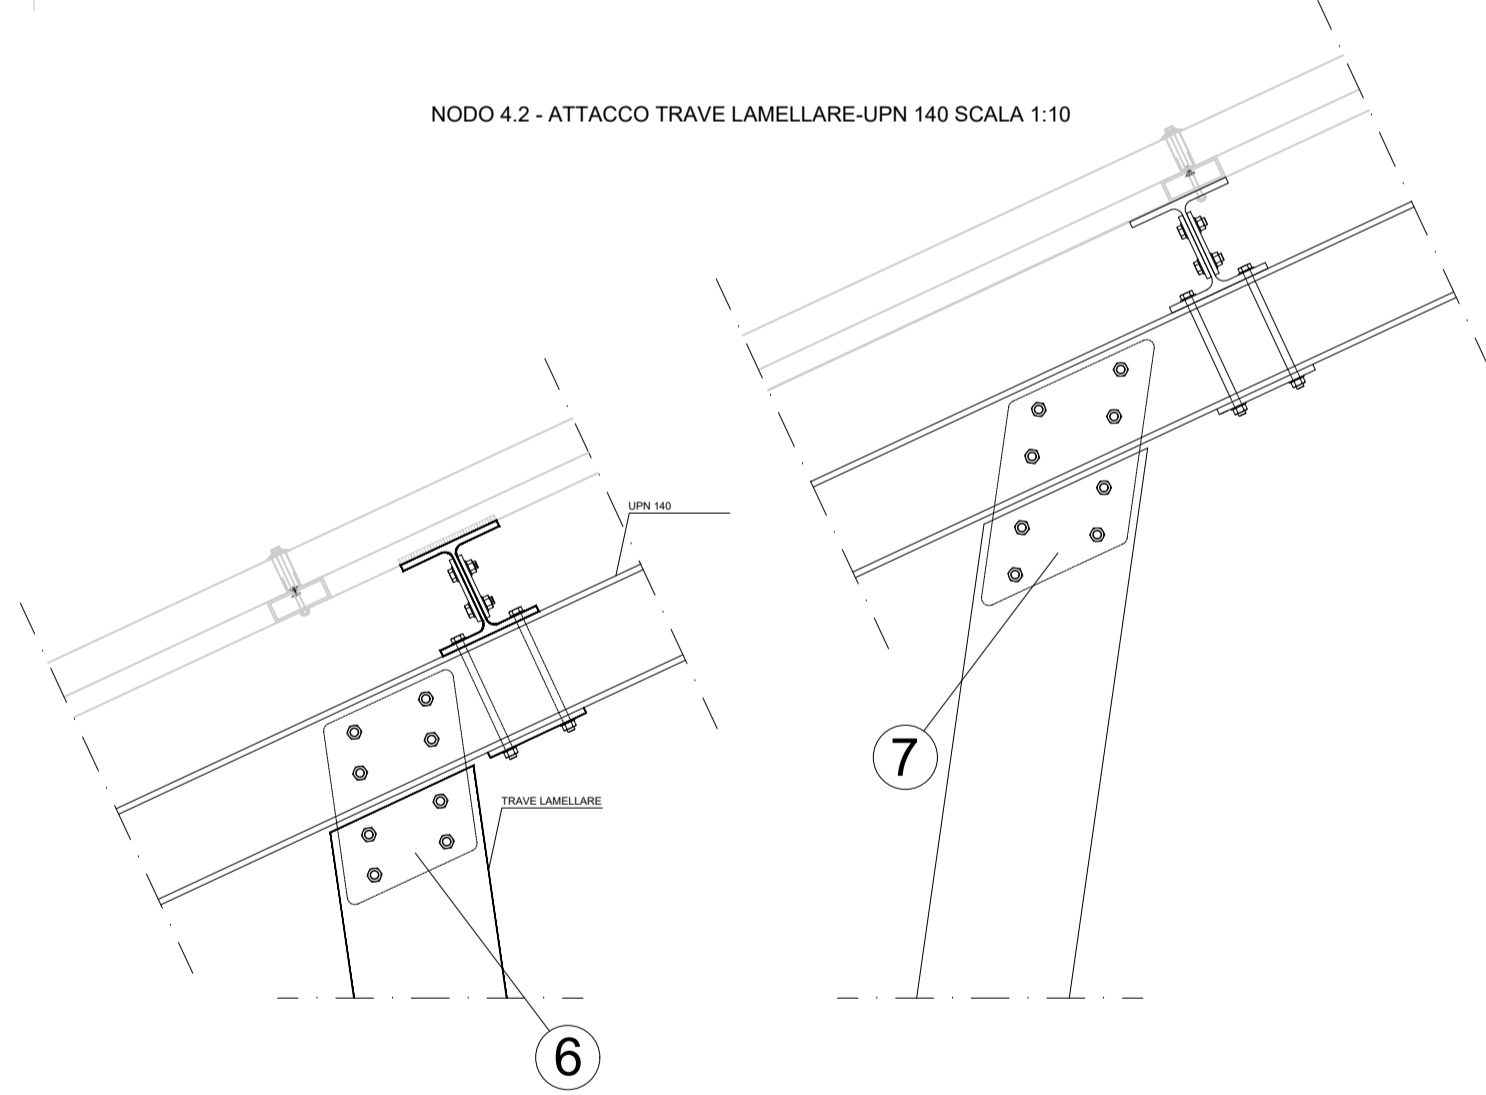 NODO 4.2 - ATTACCO TRAVE LAMELLARE-UPN 140 SCALA 1:10
UPN 140
7
TRAVE LAMELLARE
6